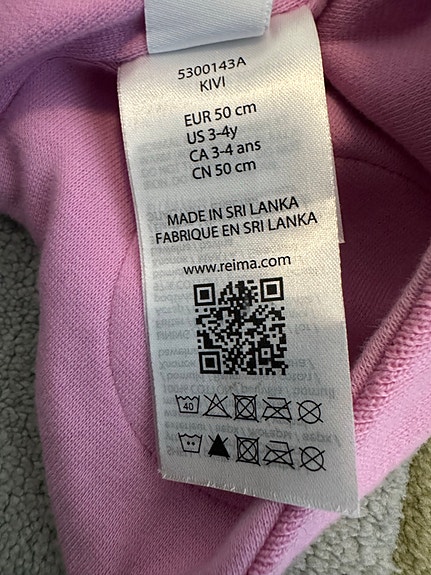 5300143A
KIVI
EUR 50 cm
US 3-4y
CA 3-4 ans
CN 50 cm
MADE IN SRI LANKA
FABRIQUE EN SRI LANKA
www.reima.com
40